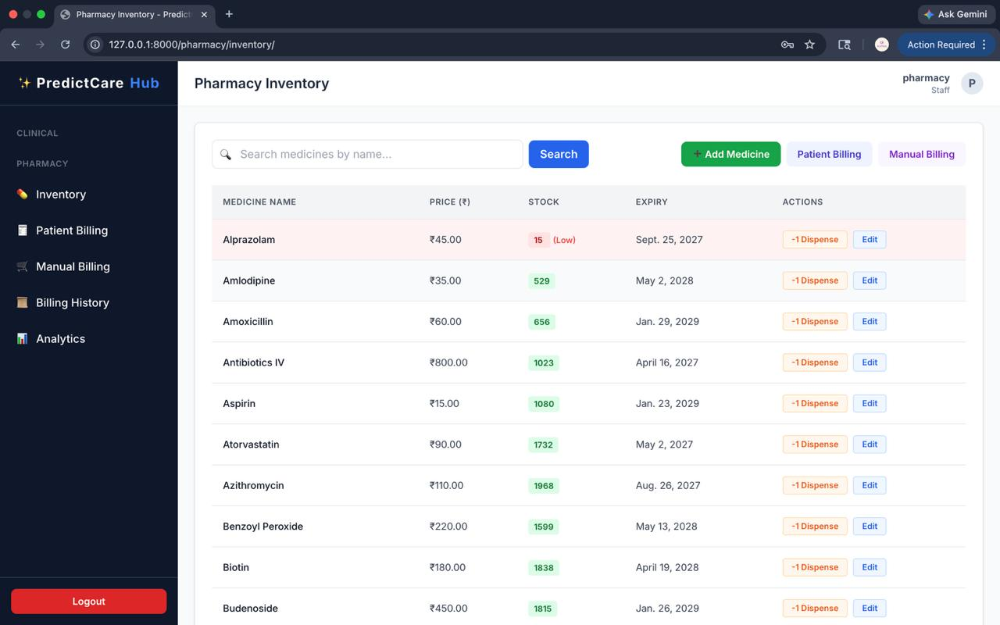 Pharmacy Inventory - Predict
Ask Gemini
127.0.0.1:8000/pharmacy/inventory/
Action Required
PredictCare Hub
CLINICAL
PHARMACY
Inventory
Patient Billing
Manual Billing
Billing History
Analytics
Logout
Pharmacy Inventory
pharmacy
Staff
P
Search medicines by name...
Search
+ Add Medicine
Patient Billing
Manual Billing
MEDICINE NAME PRICE (₹) STOCK EXPIRY ACTIONS
Alprazolam ₹45.00 15 (Low) Sept. 25, 2027 -1 Dispense Edit
Amlodipine ₹35.00 529 May 2, 2028 -1 Dispense Edit
Amoxicillin ₹60.00 656 Jan. 29, 2029 -1 Dispense Edit
Antibiotics IV ₹800.00 1023 April 16, 2027 -1 Dispense Edit
Aspirin ₹15.00 1080 Jan. 23, 2029 -1 Dispense Edit
Atorvastatin ₹90.00 1732 May 2, 2027 -1 Dispense Edit
Azithromycin ₹110.00 1968 Aug. 26, 2027 -1 Dispense Edit
Benzoyl Peroxide ₹220.00 1599 May 13, 2028 -1 Dispense Edit
Biotin ₹180.00 1838 April 19, 2028 -1 Dispense Edit
Budenoside ₹450.00 1815 Jan. 26, 2029 -1 Dispense Edit